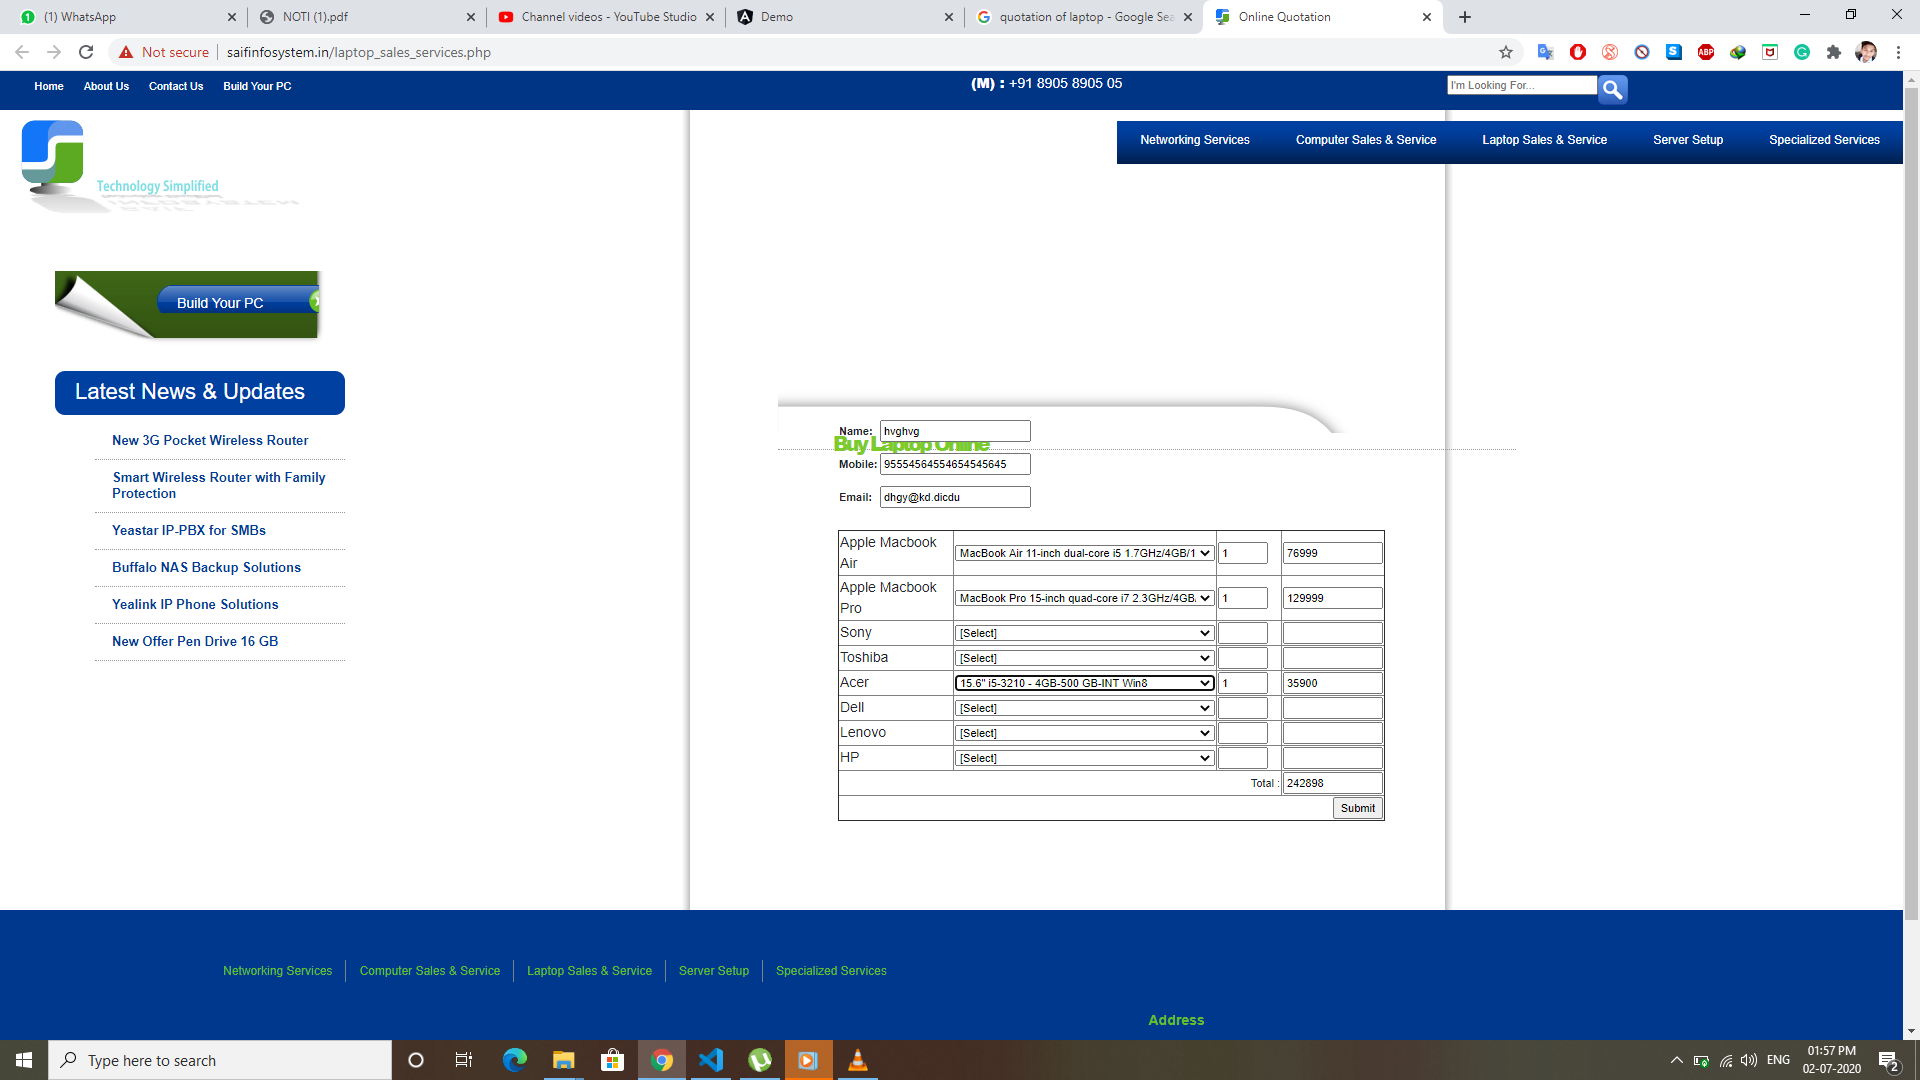 (1) WhatsApp
NOTI (1).pdf
Channel videos - YouTube Studio
Demo
quotation of laptop - Google Sea
Online Quotation
Not secure
saifinfosystem.in/laptop_sales_services.php
Home
About Us
Contact Us
Build Your PC
(M) : +91 8905 8905 05
I'm Looking For...
Networking Services
Computer Sales & Service
Laptop Sales & Service
Server Setup
Specialized Services
Technology Simplified
Build Your PC
Latest News & Updates
New 3G Pocket Wireless Router
Smart Wireless Router with Family
Protection
Yeastar IP-PBX for SMBs
Buffalo NAS Backup Solutions
Yealink IP Phone Solutions
New Offer Pen Drive 16 GB
Name: hvghvg
Buy Laptop Online
Mobile: 95554564554654545645
Email: dhgy@kd.dicdu
Apple Macbook
Air
MacBook Air 11-inch dual-core i5 1.7GHz/4GB/1 1 76999
Apple Macbook
Pro
MacBook Pro 15-inch quad-core i7 2.3GHz/4GB/ 1 129999
Sony [Select]
Toshiba [Select]
Acer 15.6" i5-3210 - 4GB-500 GB-INT Win8 1 35900
Dell [Select]
Lenovo [Select]
HP [Select]
Total : 242898
Submit
Networking Services
Computer Sales & Service
Laptop Sales & Service
Server Setup
Specialized Services
Address
Type here to search
ENG
01:57 PM
02-07-2020
2